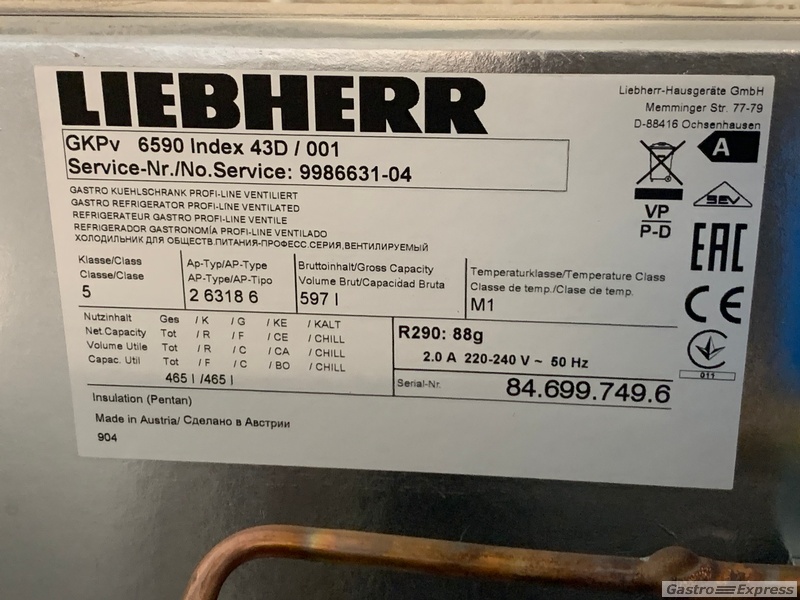 LIEBHERR
Liebherr-Hausgeräte GmbH
Memminger Str. 77-79
D-88416 Ochsenhausen
GKPv 6590 Index 43D / 001
Service-Nr./No.Service: 9986631-04
A
SEV
VP
P-D
EAC
CE
011
GASTRO KUEHLSCHRANK PROFI-LINE VENTILIERT
GASTRO REFRIGERATOR PROFI-LINE VENTILATED
REFRIGERATEUR GASTRO PROFI-LINE VENTILE
REFRIGERADOR GASTRONOMÍA PROFI-LINE VENTILADO
ХОЛОДИЛЬНИК ДЛЯ ОБЩЕСТВ.ПИТАНИЯ-ПРОФЕСС.СЕРИЯ,ВЕНТИЛИРУЕМЫЙ
Klasse/Class
Classe/Clase
5
Ap-Typ/AP-Type
AP-Type/AP-Tipo
2 6318 6
Bruttoinhalt/Gross Capacity
Volume Brut/Capacidad Bruta
597 l
Temperaturklasse/Temperature Class
Classe de temp./Clase de temp.
M1
Nutzinhalt Ges / K / G / KE / KALT
Net.Capacity Tot / R / F / CE / CHILL
Volume Utile Tot / R / C / CA / CHILL
Capac. Util Tot / F / C / BO / CHILL
465 l /465 l
R290: 88g
2.0 A 220-240 V ~ 50 Hz
Serial-Nr. 84.699.749.6
Insulation (Pentan)
Made in Austria/ Сделано в Австрии
904
Gastro Express